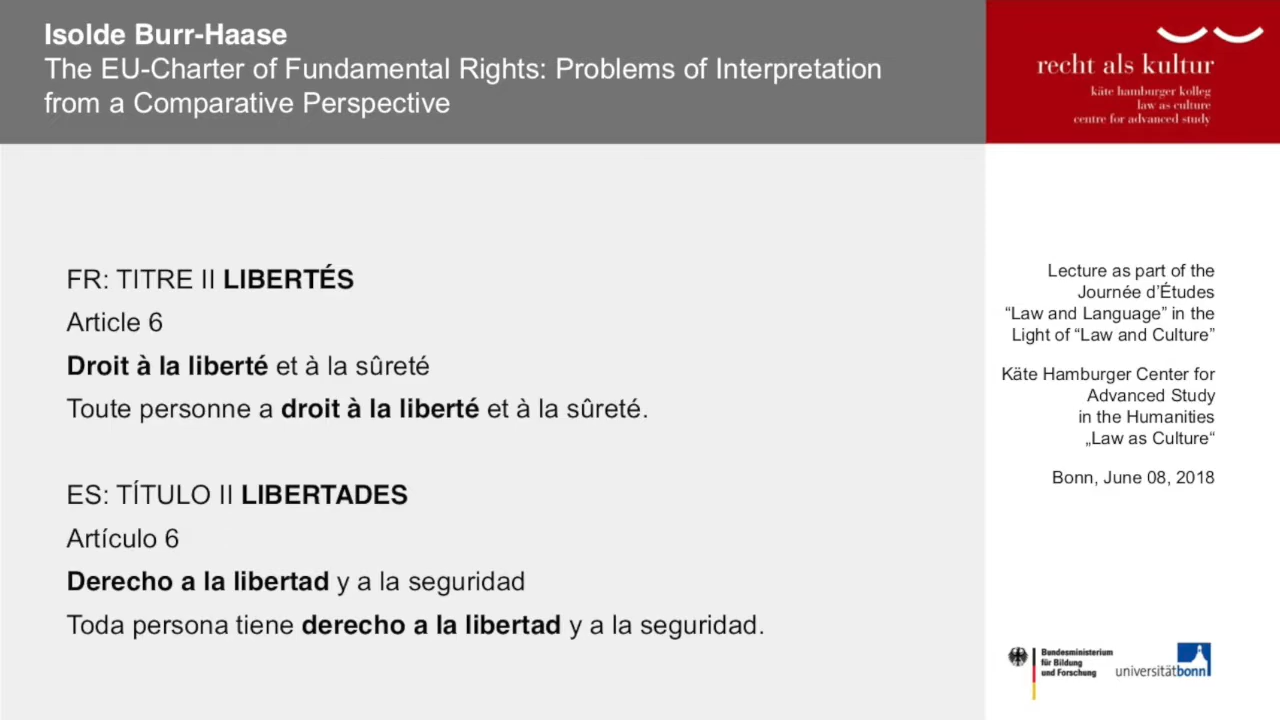 Isolde Burr-Haase
The EU-Charter of Fundamental Rights: Problems of Interpretation
from a Comparative Perspective
recht als kultur
käte hamburger kolleg
law as culture
centre for advanced study
FR: TITRE II LIBERTÉS
Article 6
Droit à la liberté et à la sûreté
Toute personne a droit à la liberté et à la sûreté.
ES: TÍTULO II LIBERTADES
Artículo 6
Derecho a la libertad y a la seguridad
Toda persona tiene derecho a la libertad y a la seguridad.
Lecture as part of the
Journée d’Études
“Law and Language” in the
Light of “Law and Culture”
Käte Hamburger Center for
Advanced Study
in the Humanities
„Law as Culture“
Bonn, June 08, 2018
Bundesministerium
für Bildung
und Forschung
universitätbonn